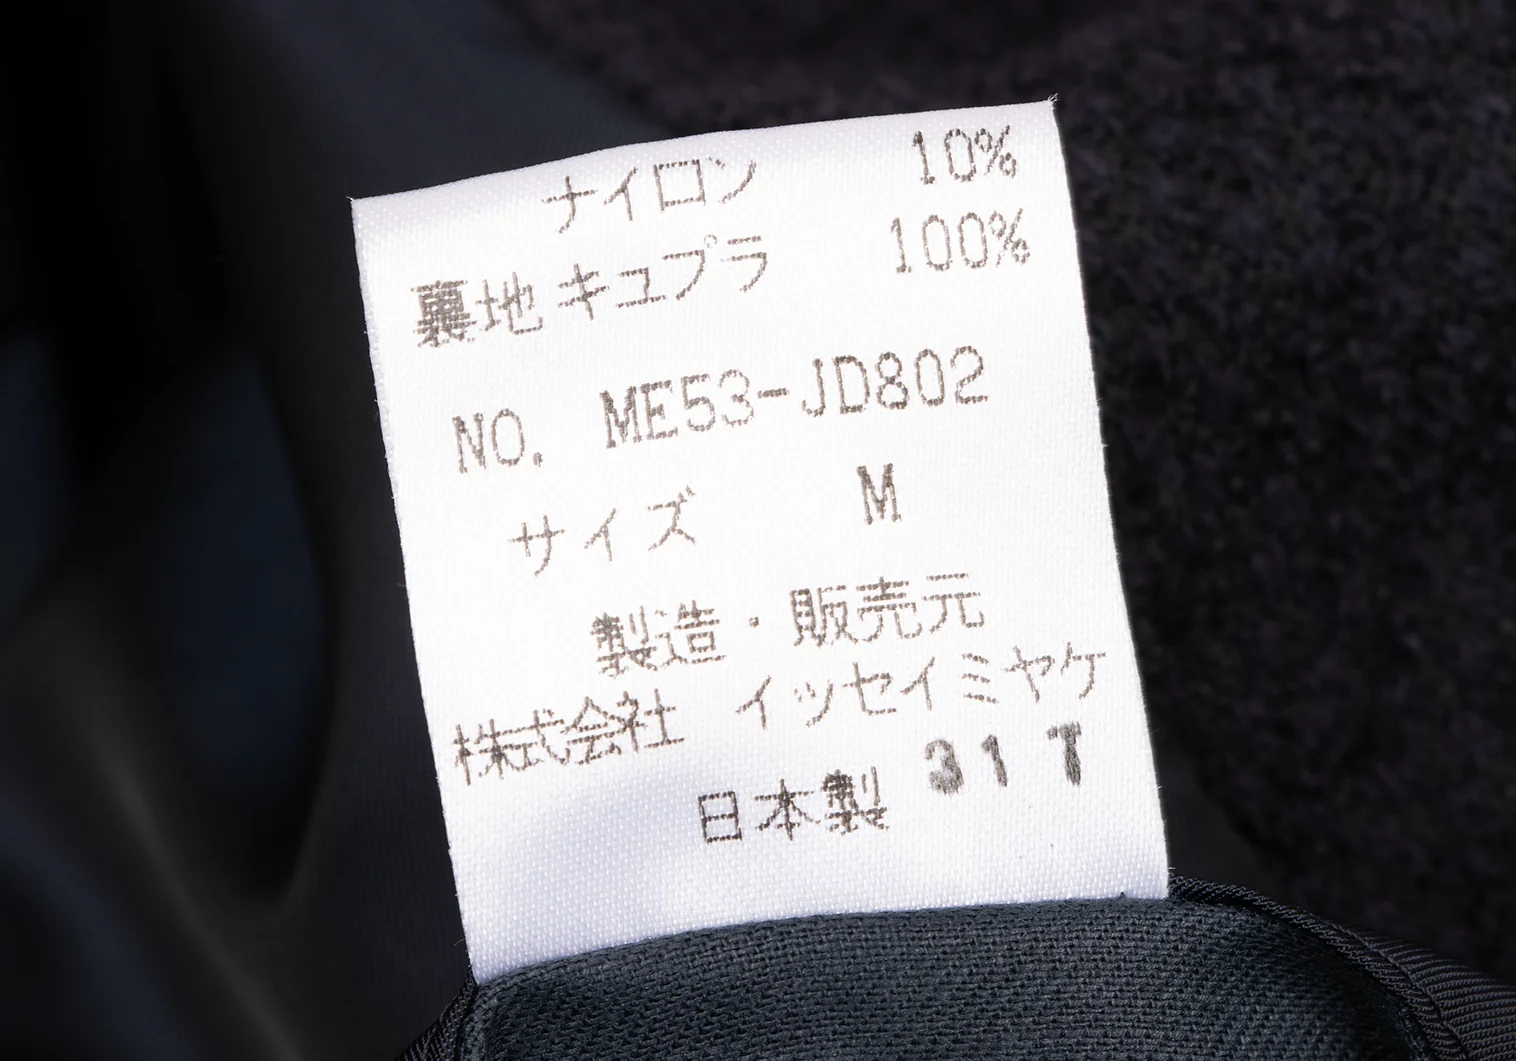 ナイロン 10%
裏地 キュプラ 100%
NO. ME53-JD802
サイズ M
製造・販売元
株式会社 イッセイミヤケ
日本製 31 T